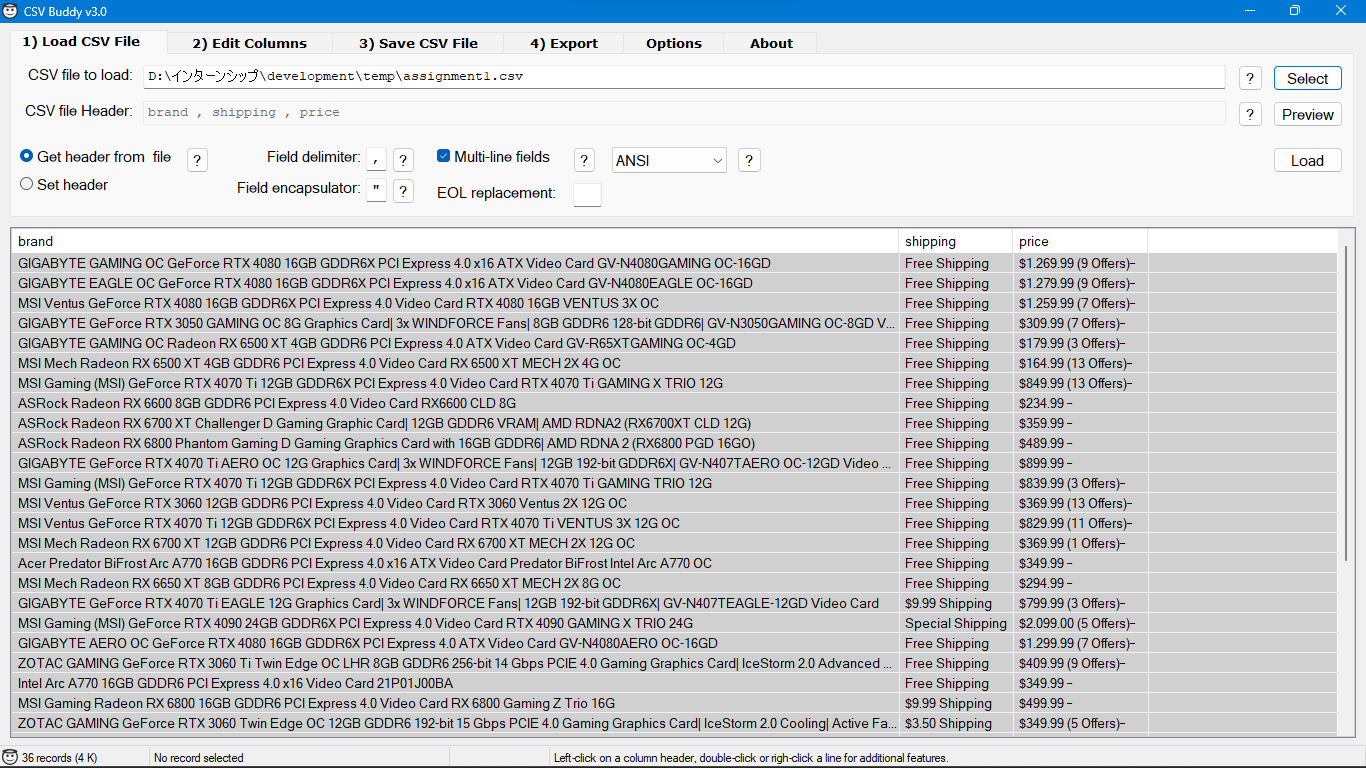 CSV Buddy v3.0
1) Load CSV File 2) Edit Columns 3) Save CSV File 4) Export Options About
CSV file to load: D:\インターンシップ\development\temp\assignment1.csv ? Select
CSV file Header: brand , shipping , price ? Preview
Get header from file ? Field delimiter: , ? Multi-line fields ? ANSI ? Load
Set header Field encapsulator: " ? EOL replacement:
brand shipping price
GIGABYTE GAMING OC GeForce RTX 4080 16GB GDDR6X PCI Express 4.0 x16 ATX Video Card GV-N4080GAMING OC-16GD Free Shipping $1.269.99 (9 Offers)–
GIGABYTE EAGLE OC GeForce RTX 4080 16GB GDDR6X PCI Express 4.0 x16 ATX Video Card GV-N4080EAGLE OC-16GD Free Shipping $1.279.99 (9 Offers)–
MSI Ventus GeForce RTX 4080 16GB GDDR6X PCI Express 4.0 Video Card RTX 4080 16GB VENTUS 3X OC Free Shipping $1.259.99 (7 Offers)–
GIGABYTE GeForce RTX 3050 GAMING OC 8G Graphics Card| 3x WINDFORCE Fans| 8GB GDDR6 128-bit GDDR6| GV-N3050GAMING OC-8GD V... Free Shipping $309.99 (7 Offers)–
GIGABYTE GAMING OC Radeon RX 6500 XT 4GB GDDR6 PCI Express 4.0 ATX Video Card GV-R65XTGAMING OC-4GD Free Shipping $179.99 (3 Offers)–
MSI Mech Radeon RX 6500 XT 4GB GDDR6 PCI Express 4.0 Video Card RX 6500 XT MECH 2X 4G OC Free Shipping $164.99 (13 Offers)–
MSI Gaming (MSI) GeForce RTX 4070 Ti 12GB GDDR6X PCI Express 4.0 Video Card RTX 4070 Ti GAMING X TRIO 12G Free Shipping $849.99 (13 Offers)–
ASRock Radeon RX 6600 8GB GDDR6 PCI Express 4.0 Video Card RX6600 CLD 8G Free Shipping $234.99 –
ASRock Radeon RX 6700 XT Challenger D Gaming Graphic Card| 12GB GDDR6 VRAM| AMD RDNA2 (RX6700XT CLD 12G) Free Shipping $359.99 –
ASRock Radeon RX 6800 Phantom Gaming D Gaming Graphics Card with 16GB GDDR6| AMD RDNA 2 (RX6800 PGD 16GO) Free Shipping $489.99 –
GIGABYTE GeForce RTX 4070 Ti AERO OC 12G Graphics Card| 3x WINDFORCE Fans| 12GB 192-bit GDDR6X| GV-N407TAERO OC-12GD Video ... Free Shipping $899.99 –
MSI Gaming (MSI) GeForce RTX 4070 Ti 12GB GDDR6X PCI Express 4.0 Video Card RTX 4070 Ti GAMING TRIO 12G Free Shipping $839.99 (3 Offers)–
MSI Ventus GeForce RTX 3060 12GB GDDR6 PCI Express 4.0 Video Card RTX 3060 Ventus 2X 12G OC Free Shipping $369.99 (13 Offers)–
MSI Ventus GeForce RTX 4070 Ti 12GB GDDR6X PCI Express 4.0 Video Card RTX 4070 Ti VENTUS 3X 12G OC Free Shipping $829.99 (11 Offers)–
MSI Mech Radeon RX 6700 XT 12GB GDDR6 PCI Express 4.0 Video Card RX 6700 XT MECH 2X 12G OC Free Shipping $369.99 (1 Offers)–
Acer Predator BiFrost Arc A770 16GB GDDR6 PCI Express 4.0 x16 ATX Video Card Predator BiFrost Intel Arc A770 OC Free Shipping $349.99 –
MSI Mech Radeon RX 6650 XT 8GB GDDR6 PCI Express 4.0 Video Card RX 6650 XT MECH 2X 8G OC Free Shipping $294.99 –
GIGABYTE GeForce RTX 4070 Ti EAGLE 12G Graphics Card| 3x WINDFORCE Fans| 12GB 192-bit GDDR6X| GV-N407TEAGLE-12GD Video Card $9.99 Shipping $799.99 (3 Offers)–
MSI Gaming (MSI) GeForce RTX 4090 24GB GDDR6X PCI Express 4.0 Video Card RTX 4090 GAMING X TRIO 24G Special Shipping $2.099.00 (5 Offers)–
GIGABYTE AERO OC GeForce RTX 4080 16GB GDDR6X PCI Express 4.0 ATX Video Card GV-N4080AERO OC-16GD Free Shipping $1.299.99 (7 Offers)–
ZOTAC GAMING GeForce RTX 3060 Ti Twin Edge OC LHR 8GB GDDR6 256-bit 14 Gbps PCIE 4.0 Gaming Graphics Card| IceStorm 2.0 Advanced ... Free Shipping $409.99 (9 Offers)–
Intel Arc A770 16GB GDDR6 PCI Express 4.0 x16 Video Card 21P01J00BA Free Shipping $349.99 –
MSI Gaming Radeon RX 6800 16GB GDDR6 PCI Express 4.0 Video Card RX 6800 Gaming Z Trio 16G $9.99 Shipping $499.99 –
ZOTAC GAMING GeForce RTX 3060 Twin Edge OC 12GB GDDR6 192-bit 15 Gbps PCIE 4.0 Gaming Graphics Card| IceStorm 2.0 Cooling| Active Fa... $3.50 Shipping $349.99 (5 Offers)–
36 records (4 K) No record selected Left-click on a column header, double-click or righ-click a line for additional features.